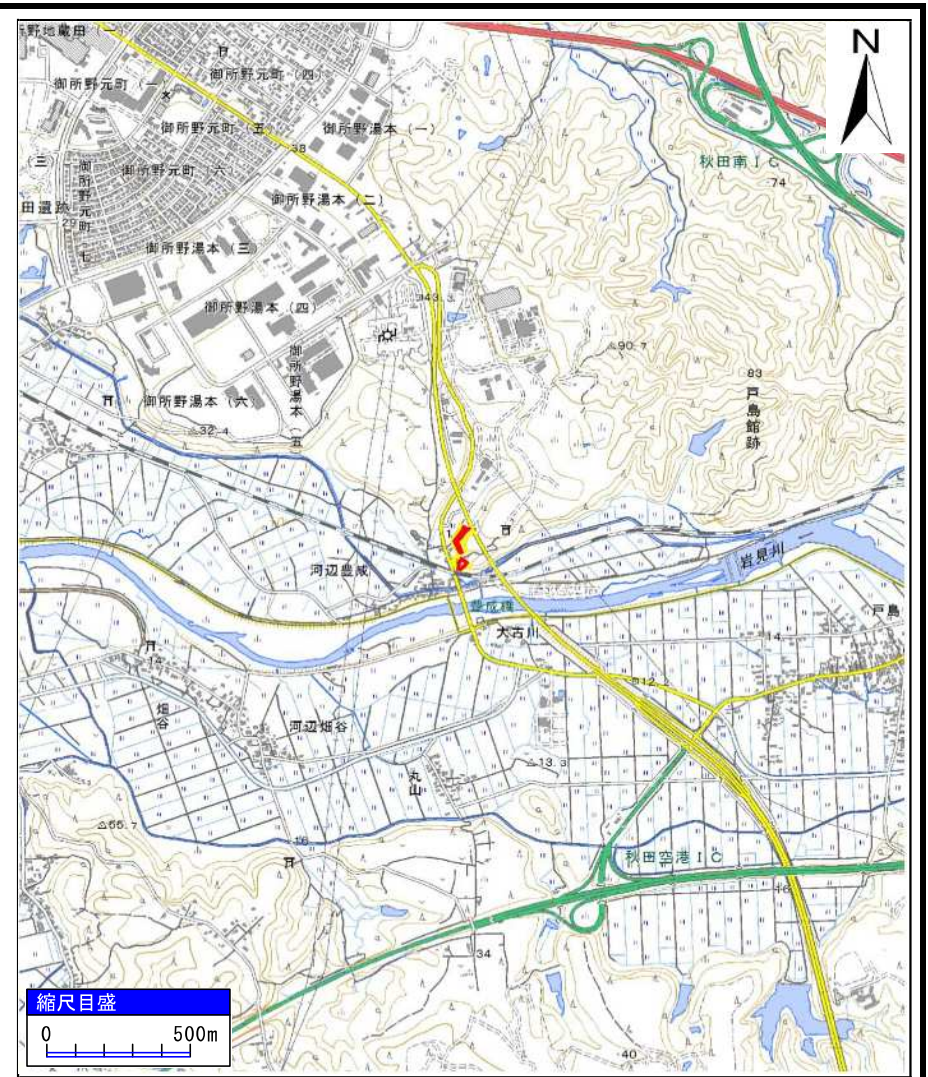 N
御所野元町（四）
御所野元町（一
御所野元町（五）
御所野湯本（一）
38
（三）
御所野元町（六）
御所野元町（七
秋田南IC
74
御所野湯本（二）
田遺跡
29
御所野湯本（三）
43.3
御所野湯本（四）
90.7
83
御所野湯本（五
戸島館跡
御所野湯本（六）
32.4
岩見川
河辺豊成
豊成橋
大古川
戸島
14
14
12
畑谷
河辺畑谷
丸山
13.3
55.7
16
秋田空港IC
16
34
40
縮尺目盛
0
500m